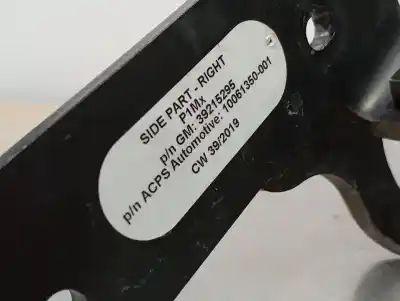 SIDE PART - RIGHT
P1Mx
p/n GM: 39215295
p/n ACPS Automotive: 10061350-001
CW 39/2019